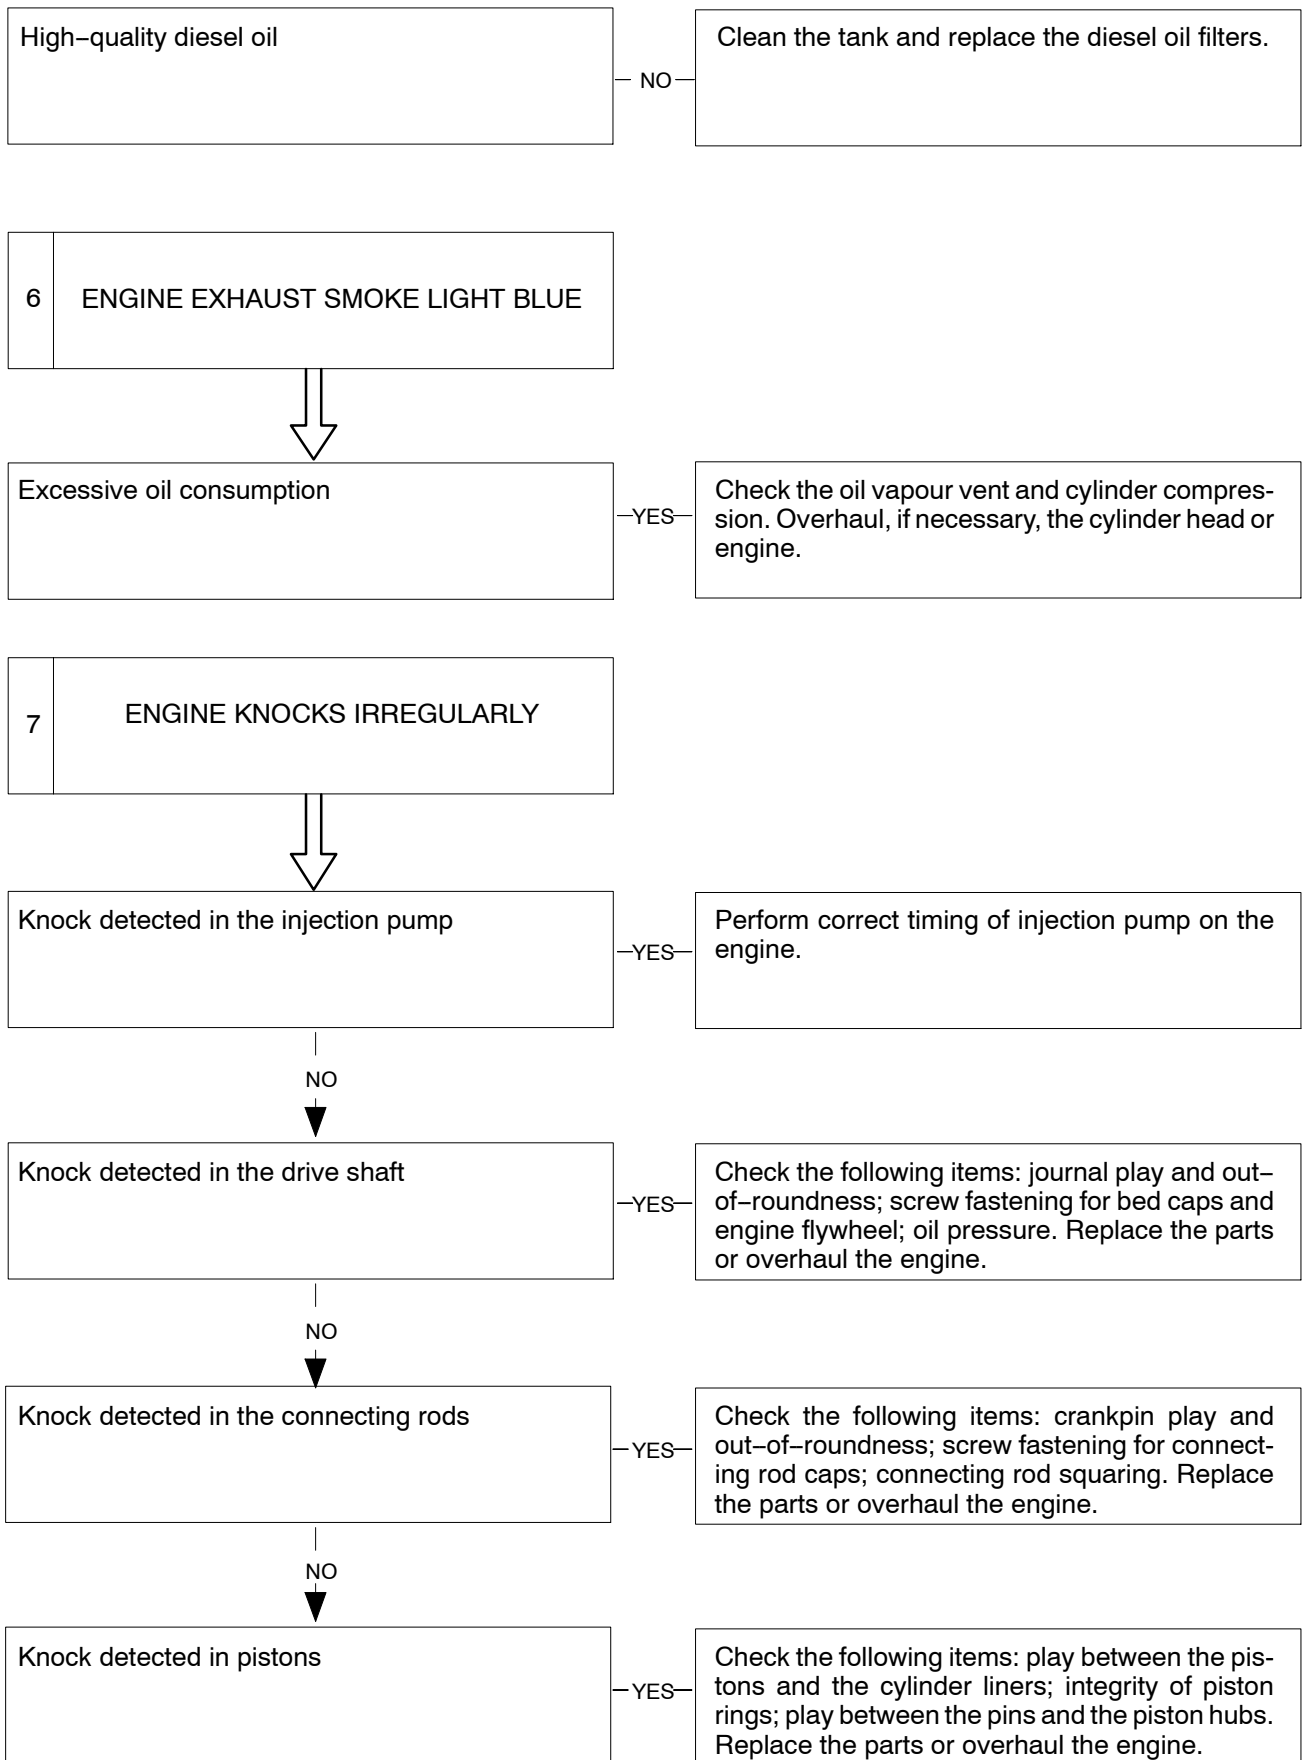 High–quality diesel oil
NO
Clean the tank and replace the diesel oil filters.
6
ENGINE EXHAUST SMOKE LIGHT BLUE
Excessive oil consumption
YES
Check the oil vapour vent and cylinder compres–
sion. Overhaul, if necessary, the cylinder head or
engine.
7
ENGINE KNOCKS IRREGULARLY
Knock detected in the injection pump
YES
Perform correct timing of injection pump on the
engine.
NO
Knock detected in the drive shaft
YES
Check the following items: journal play and out–
of–roundness; screw fastening for bed caps and
engine flywheel; oil pressure. Replace the parts
or overhaul the engine.
NO
Knock detected in the connecting rods
YES
Check the following items: crankpin play and
out–of–roundness; screw fastening for connect–
ing rod caps; connecting rod squaring. Replace
the parts or overhaul the engine.
NO
Knock detected in pistons
YES
Check the following items: play between the pis–
tons and the cylinder liners; integrity of piston
rings; play between the pins and the piston hubs.
Replace the parts or overhaul the engine.